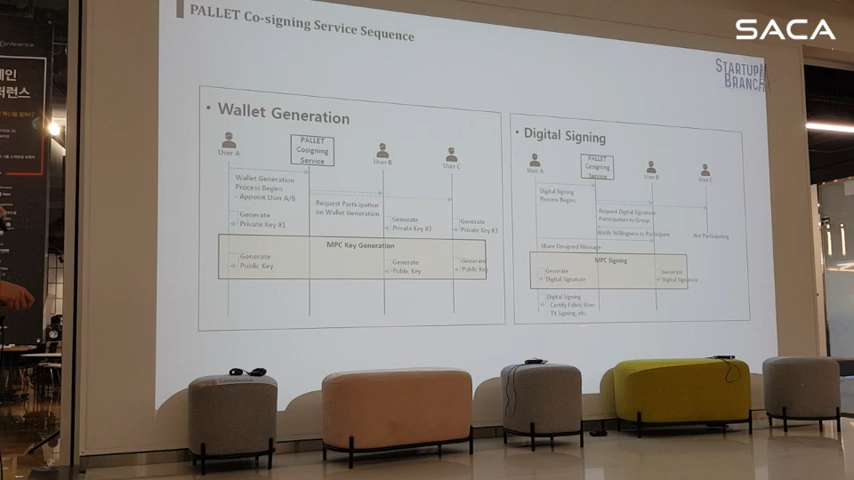 SACA
PALLET Co-signing Service Sequence
STARTUP
BRANCH
• Wallet Generation
User A
PALLET
Cosigning
Service
User B
User C
Wallet Generation
Process Begins
- Appoint User A/B
Request Participation
on Wallet Generation
Generate
Private Key #1
Generate
Private Key #2
Generate
Private Key #3
MPC Key Generation
Generate
Public Key
Generate
Public Key
Generate
Public Key
• Digital Signing
User A
PALLET
Cosigning
Service
User B
User C
Digital Signing
Process Begins
Request Digital Signature
Participation to Group
Notify Willingness to Participate
Not Participating
Share Unsigned Message
MPC Signing
Generate
Digital Signature
Generate
Digital Signature
Digital Signing
TX Signing, etc.